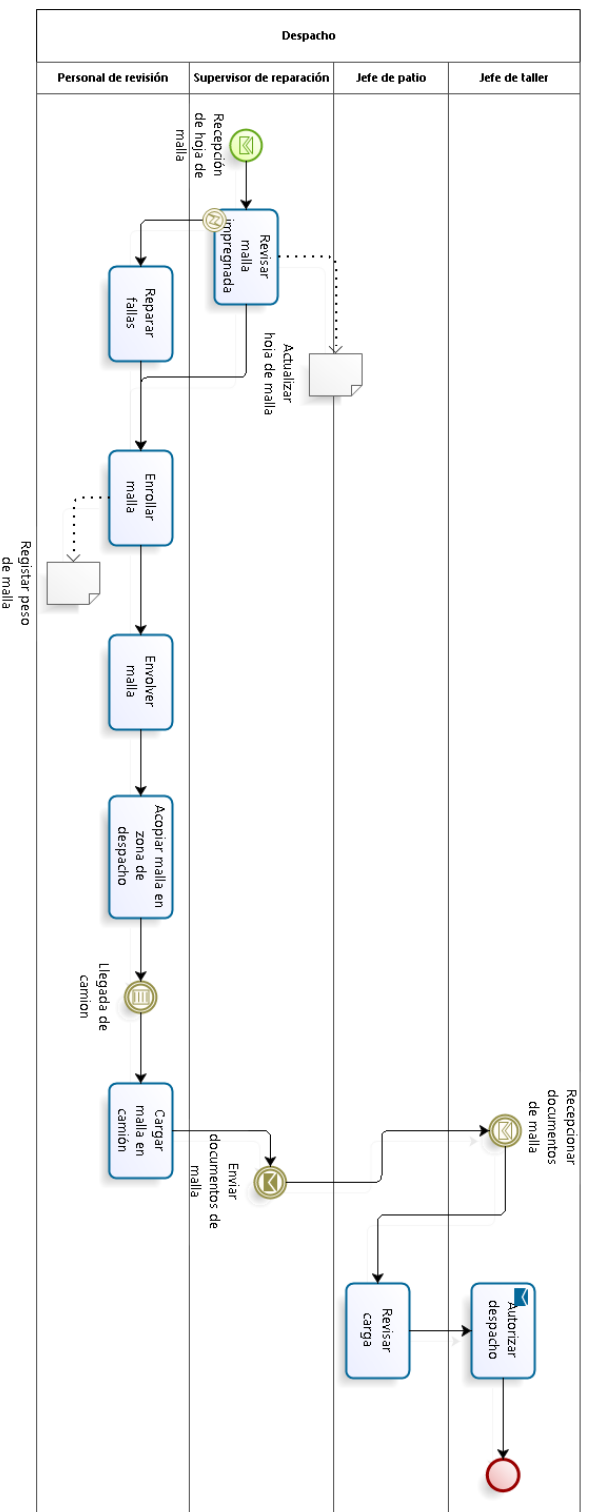 Despacho
Personal de revisión
Supervisor de reparación
Jefe de patio
Jefe de taller
Recepción
de hoja de
malla
Revisar
malla
impregnada
Reparar
fallas
Actualizar
hoja de malla
Enrollar
malla
Registar peso
de malla
Envolver
malla
Acopiar malla en
zona de
despacho
Llegada de
camion
Cargar
malla en
camión
Enviar
documentos de
malla
Recepcionar
documentos
de malla
Revisar
carga
Autorizar
despacho